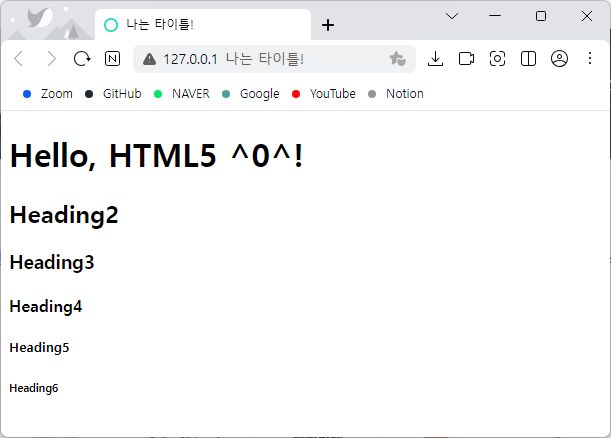 나는 타이틀!
127.0.0.1 나는 타이틀!
Zoom GitHub NAVER Google YouTube Notion
Hello, HTML5 ^0^!
Heading2
Heading3
Heading4
Heading5
Heading6